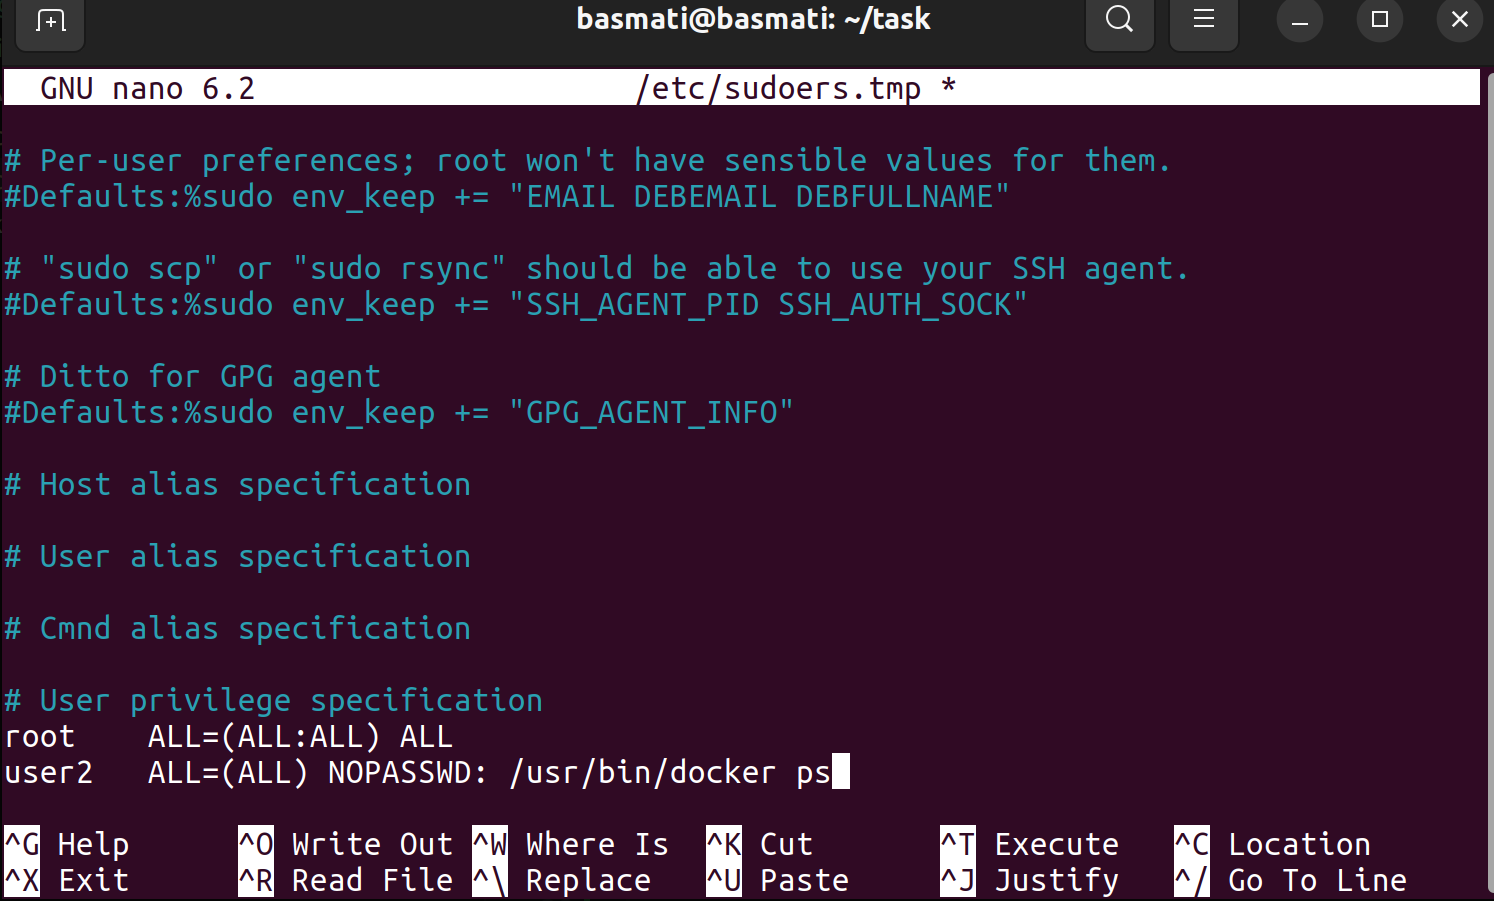 basmati@basmati: ~/task
GNU nano 6.2 /etc/sudoers.tmp *
# Per-user preferences; root won't have sensible values for them.
#Defaults:%sudo env_keep += "EMAIL DEBEMAIL DEBFULLNAME"
# "sudo scp" or "sudo rsync" should be able to use your SSH agent.
#Defaults:%sudo env_keep += "SSH_AGENT_PID SSH_AUTH_SOCK"
# Ditto for GPG agent
#Defaults:%sudo env_keep += "GPG_AGENT_INFO"
# Host alias specification
# User alias specification
# Cmnd alias specification
# User privilege specification
root    ALL=(ALL:ALL) ALL
user2   ALL=(ALL) NOPASSWD: /usr/bin/docker ps
^G Help ^O Write Out ^W Where Is ^K Cut ^T Execute ^C Location
^X Exit ^R Read File ^\ Replace ^U Paste ^J Justify ^/ Go To Line